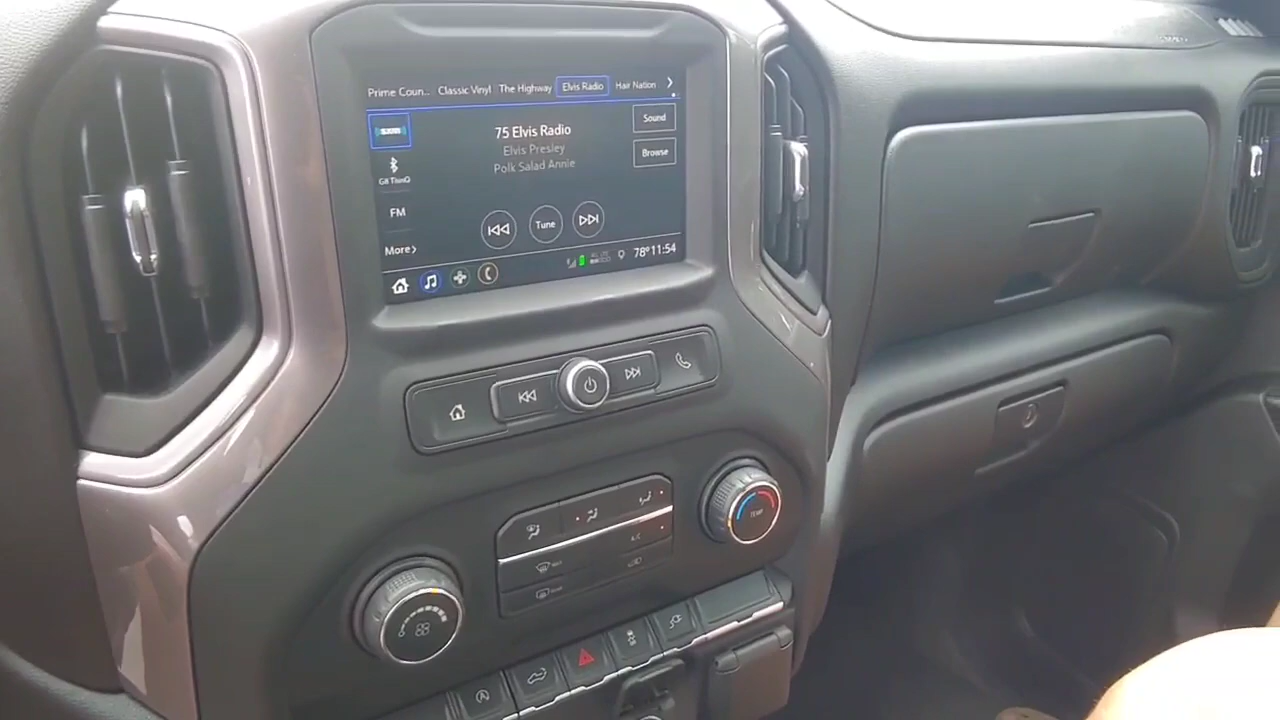 Prime Coun... Classic Vinyl The Highway Elvis Radio Hair Nation
75 Elvis Radio
Elvis Presley
Polk Salad Annie
Sound
Browse
FM
More
Tune
78° 11:54
TEMP
A/C